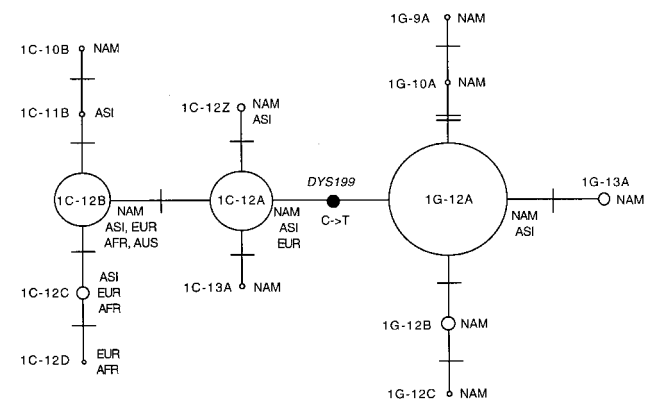 1G-9A NAM
1C-10B NAM
1G-10A NAM
1C-11B ASI
1C-12Z NAM
ASI
DYS199
1C-12B
1C-12A
1G-12A
1G-13A
NAM
NAM
ASI, EUR
AFR, AUS
NAM
ASI
EUR
C->T
NAM
ASI
1C-12C ASI
EUR
AFR
1C-13A NAM
1G-12B NAM
1C-12D EUR
AFR
1G-12C NAM